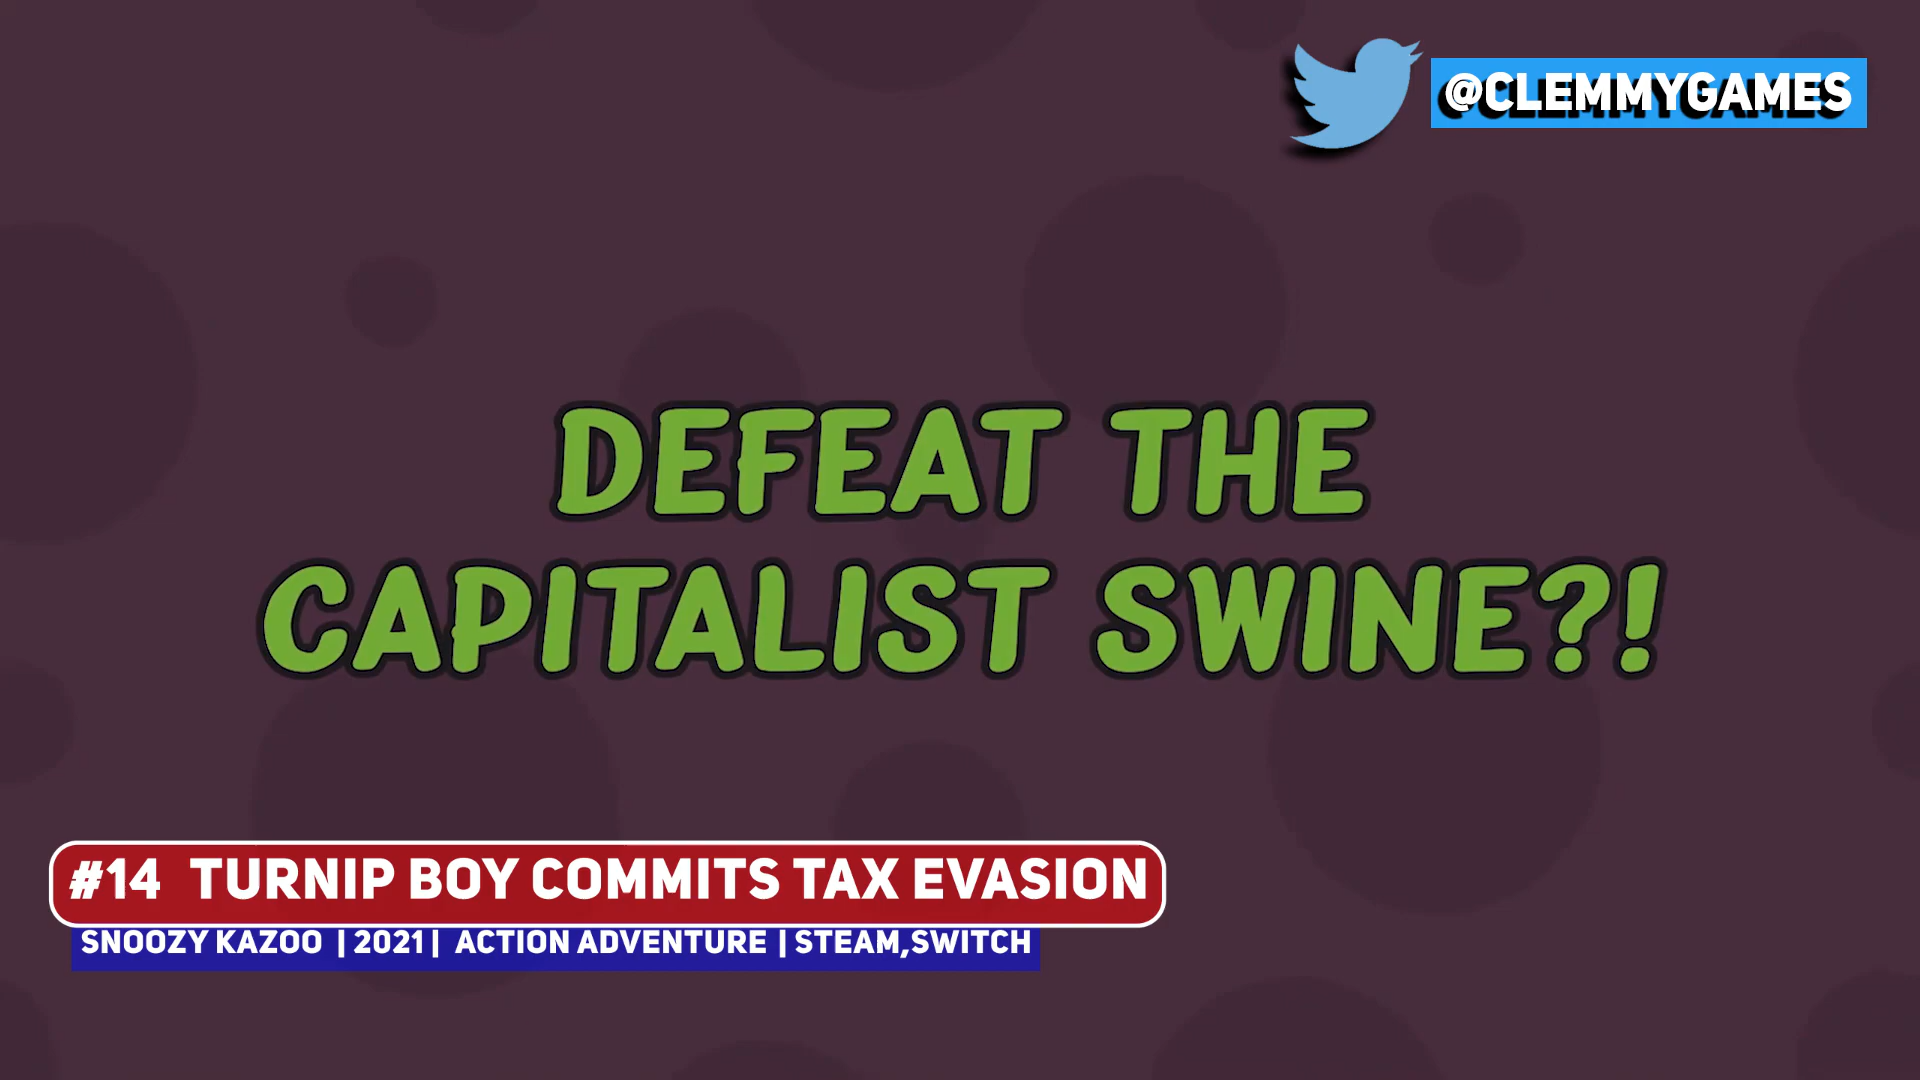 @CLEMMYGAMES
DEFEAT THE
CAPITALIST SWINE?!
#14 TURNIP BOY COMMITS TAX EVASION
SNOOZY KAZOO | 2021 | ACTION ADVENTURE | STEAM,SWITCH